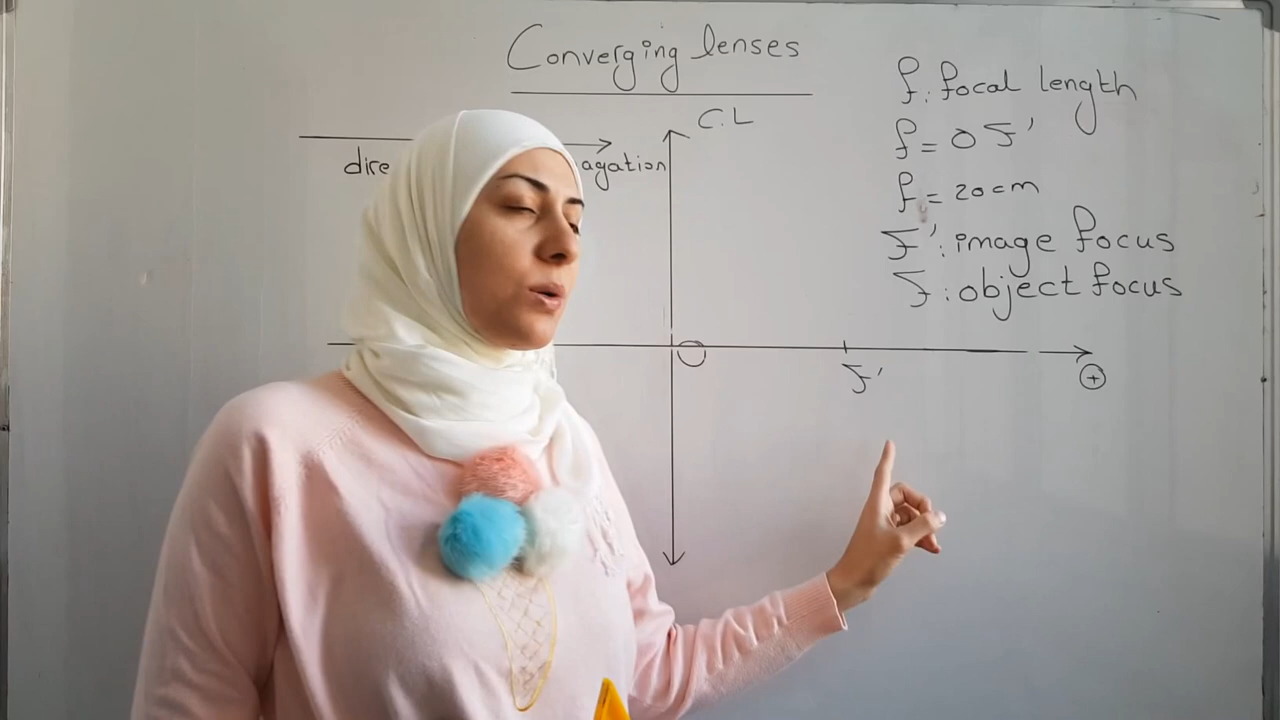 Converging lenses
C.L
dire agation
f: focal length
f = OF'
f = 20cm
F': image focus
F: object focus
O
F'
+